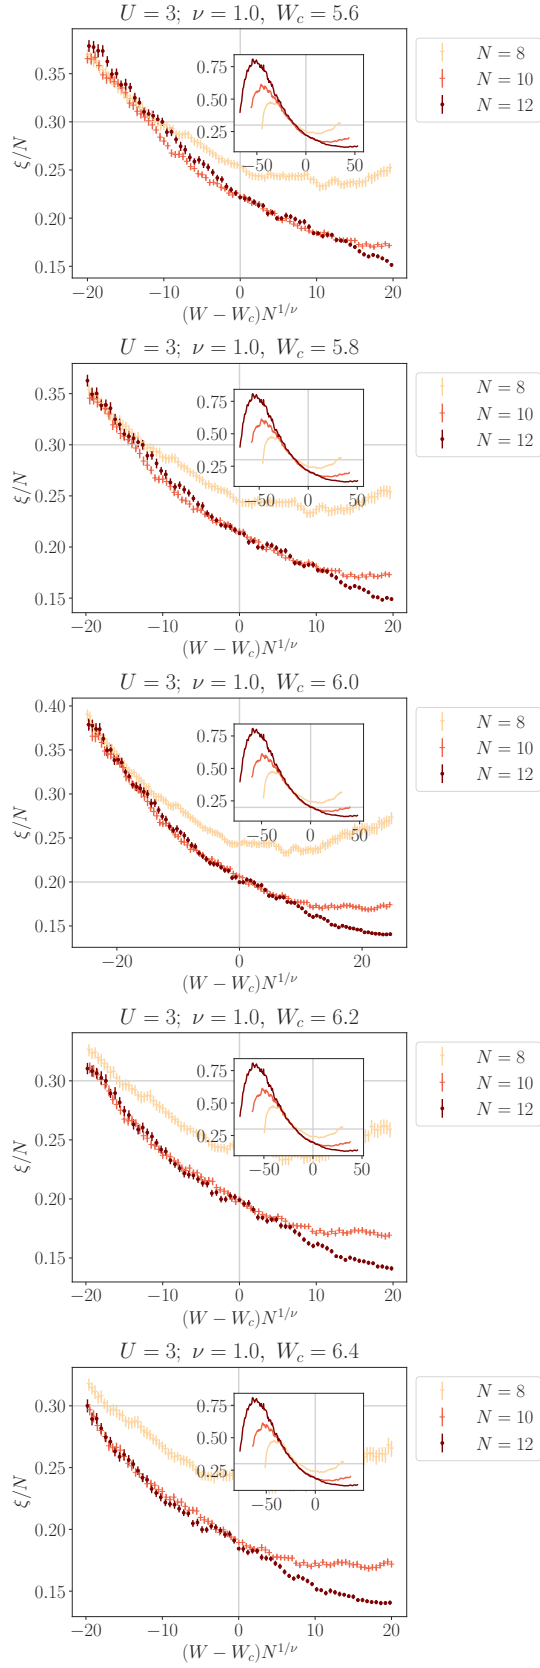 U = 3; ν = 1.0, W_c = 5.6
0.35
0.30
0.25
0.20
0.15
ξ/N
0.75
0.50
0.25
−50
0
50
−20
−10
0
10
20
(W − W_c)N^{1/ν}
N = 8
N = 10
N = 12
U = 3; ν = 1.0, W_c = 5.8
0.35
0.30
0.25
0.20
0.15
ξ/N
0.75
0.50
0.25
−50
0
50
−20
−10
0
10
20
(W − W_c)N^{1/ν}
N = 8
N = 10
N = 12
U = 3; ν = 1.0, W_c = 6.0
0.40
0.35
0.30
0.25
0.20
0.15
ξ/N
0.75
0.50
0.25
−50
0
50
−20
0
20
(W − W_c)N^{1/ν}
N = 8
N = 10
N = 12
U = 3; ν = 1.0, W_c = 6.2
0.30
0.25
0.20
0.15
ξ/N
0.75
0.50
0.25
−50
0
50
−20
−10
0
10
20
(W − W_c)N^{1/ν}
N = 8
N = 10
N = 12
U = 3; ν = 1.0, W_c = 6.4
0.30
0.25
0.20
0.15
ξ/N
0.75
0.50
0.25
−50
0
−20
−10
0
10
20
(W − W_c)N^{1/ν}
N = 8
N = 10
N = 12